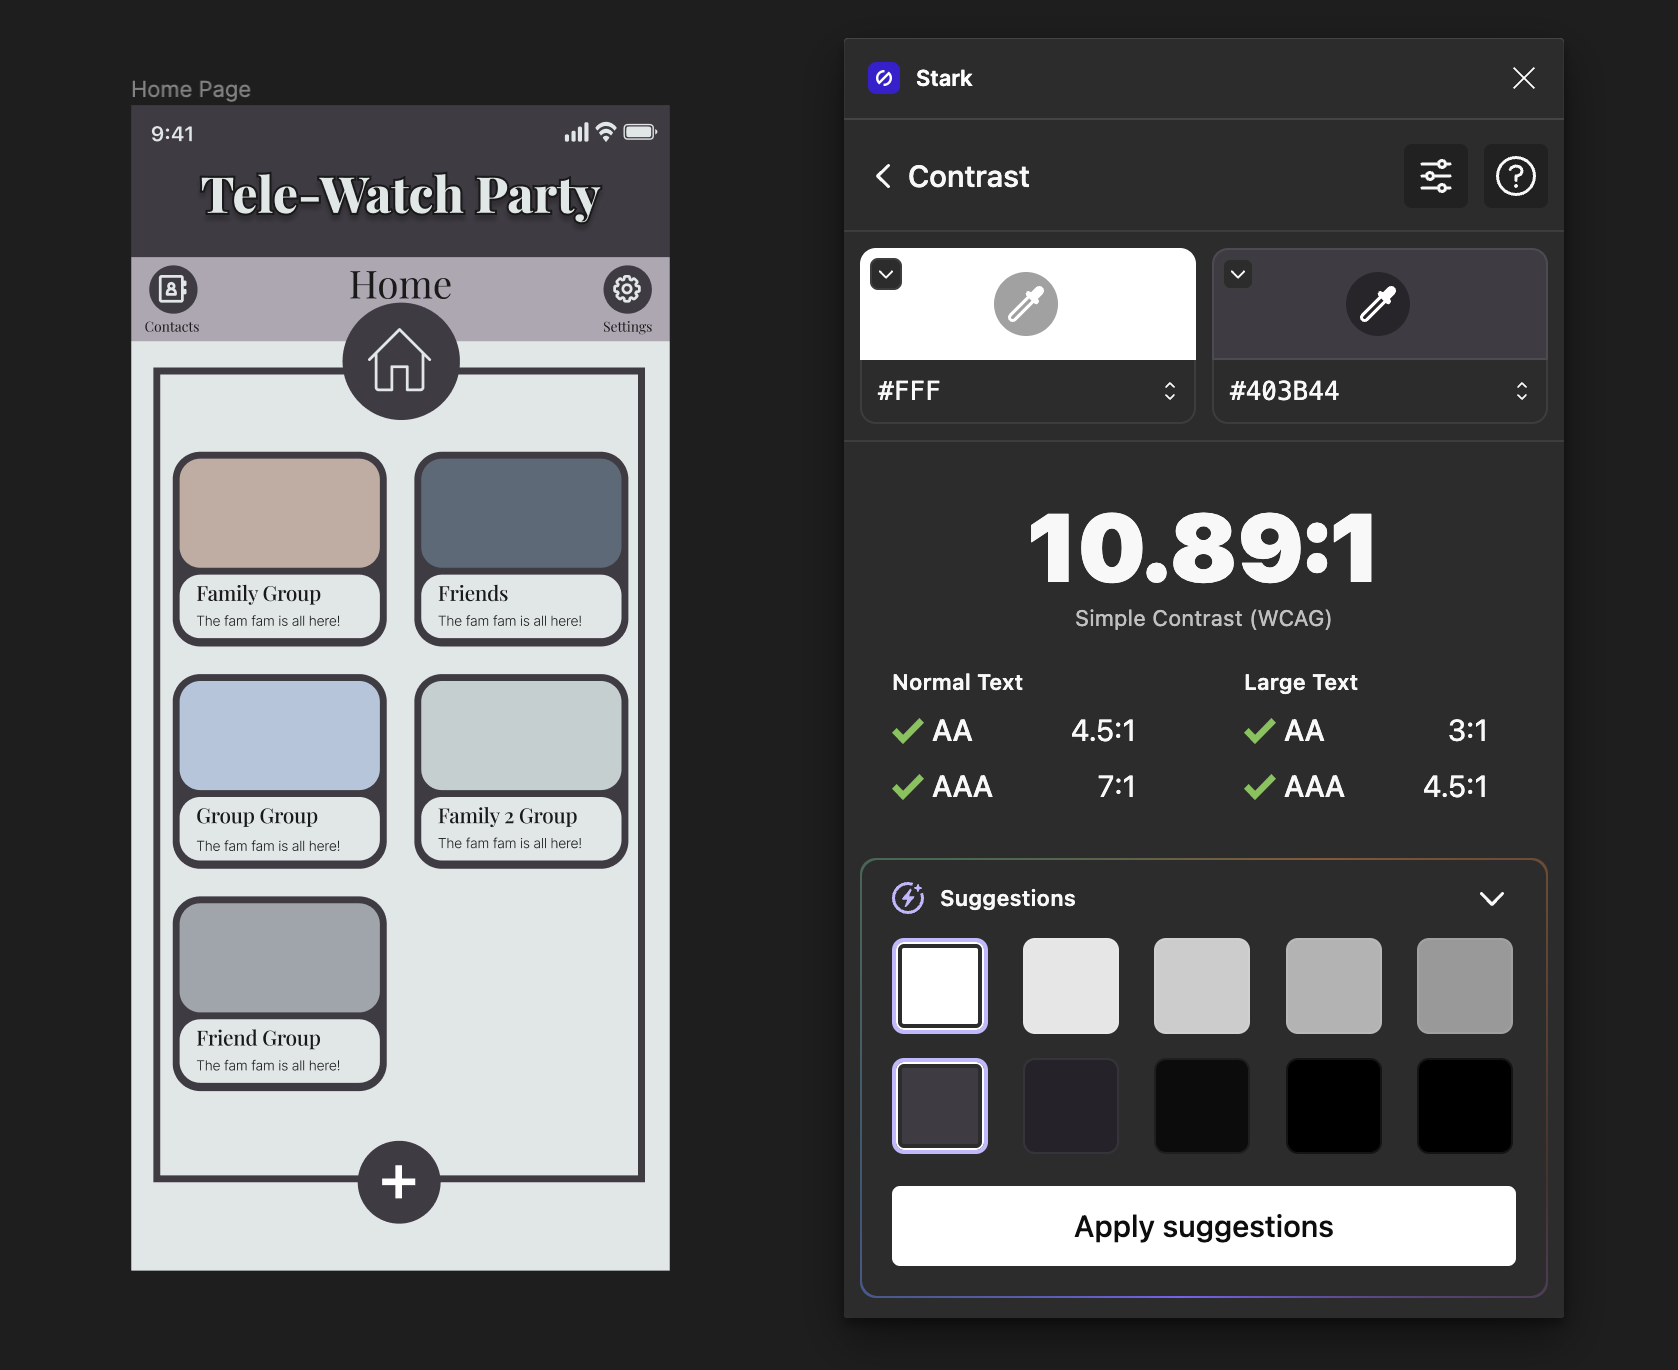 Home Page
9:41
Tele-Watch Party
Home
Contacts
Settings
Family Group
The fam fam is all here!
Friends
The fam fam is all here!
Group Group
The fam fam is all here!
Family 2 Group
The fam fam is all here!
Friend Group
The fam fam is all here!
Stark
Contrast
#FFF
#403B44
10.89:1
Simple Contrast (WCAG)
Normal Text
AA 4.5:1
AAA 7:1
Large Text
AA 3:1
AAA 4.5:1
Suggestions
Apply suggestions